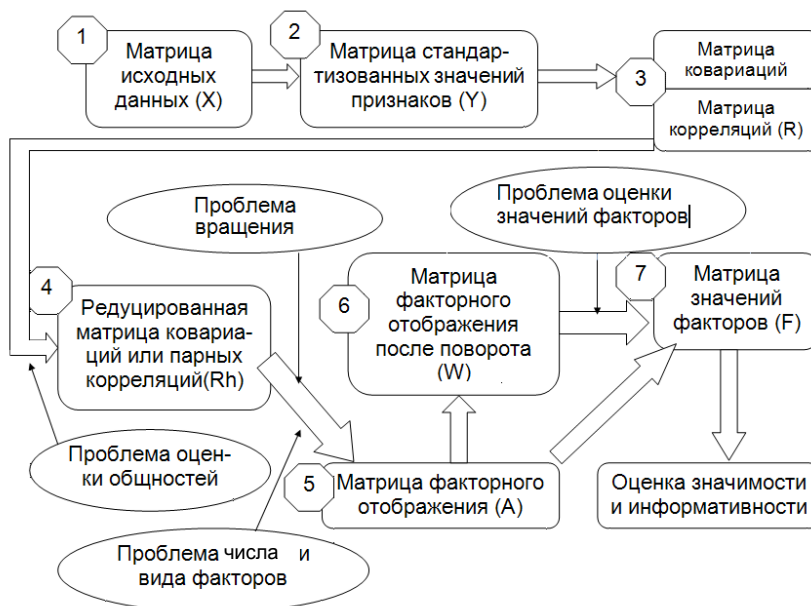 1
Матрица
исходных
данных (X)
2
Матрица стандар-
тизованных значений
признаков (Y)
3
Матрица
ковариаций
Матрица
корреляций (R)
Проблема
вращения
Проблема оценки
значений факторов
4
Редуцированная
матрица ковариа-
ций или парных
корреляций(Rh)
6
Матрица
факторного
отображения
после поворота
(W)
7
Матрица
значений
факторов (F)
Проблема оцен-
ки общностей
5
Матрица факторного
отображения (A)
Оценка значимости
и информативности
Проблема числа и
вида факторов